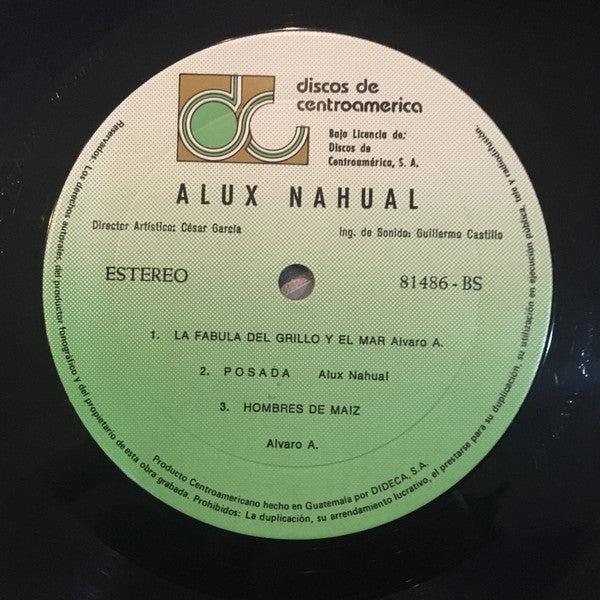 dc
discos de
centroamerica
Bajo Licencia de:
Discos de
Centroamérica, S. A.
ALUX NAHUAL
Director Artístico: César García
Ing. de Sonido: Guillermo Castillo
ESTEREO
81486-BS
1. LA FABULA DEL GRILLO Y EL MAR Alvaro A.
2. POSADA Alux Nahual
3. HOMBRES DE MAIZ
Alvaro A.
Producto Centroamericano hecho en Guatemala por DIDECA, S.A.
Reservados: Los derechos autorales del productor fonográfico y del propietario de esta obra grabada. Prohibidos: La duplicación, su arrendamiento lucrativo, el prestarse para su duplicación, su utilización en ejecución pública, tele y radiodifusión.